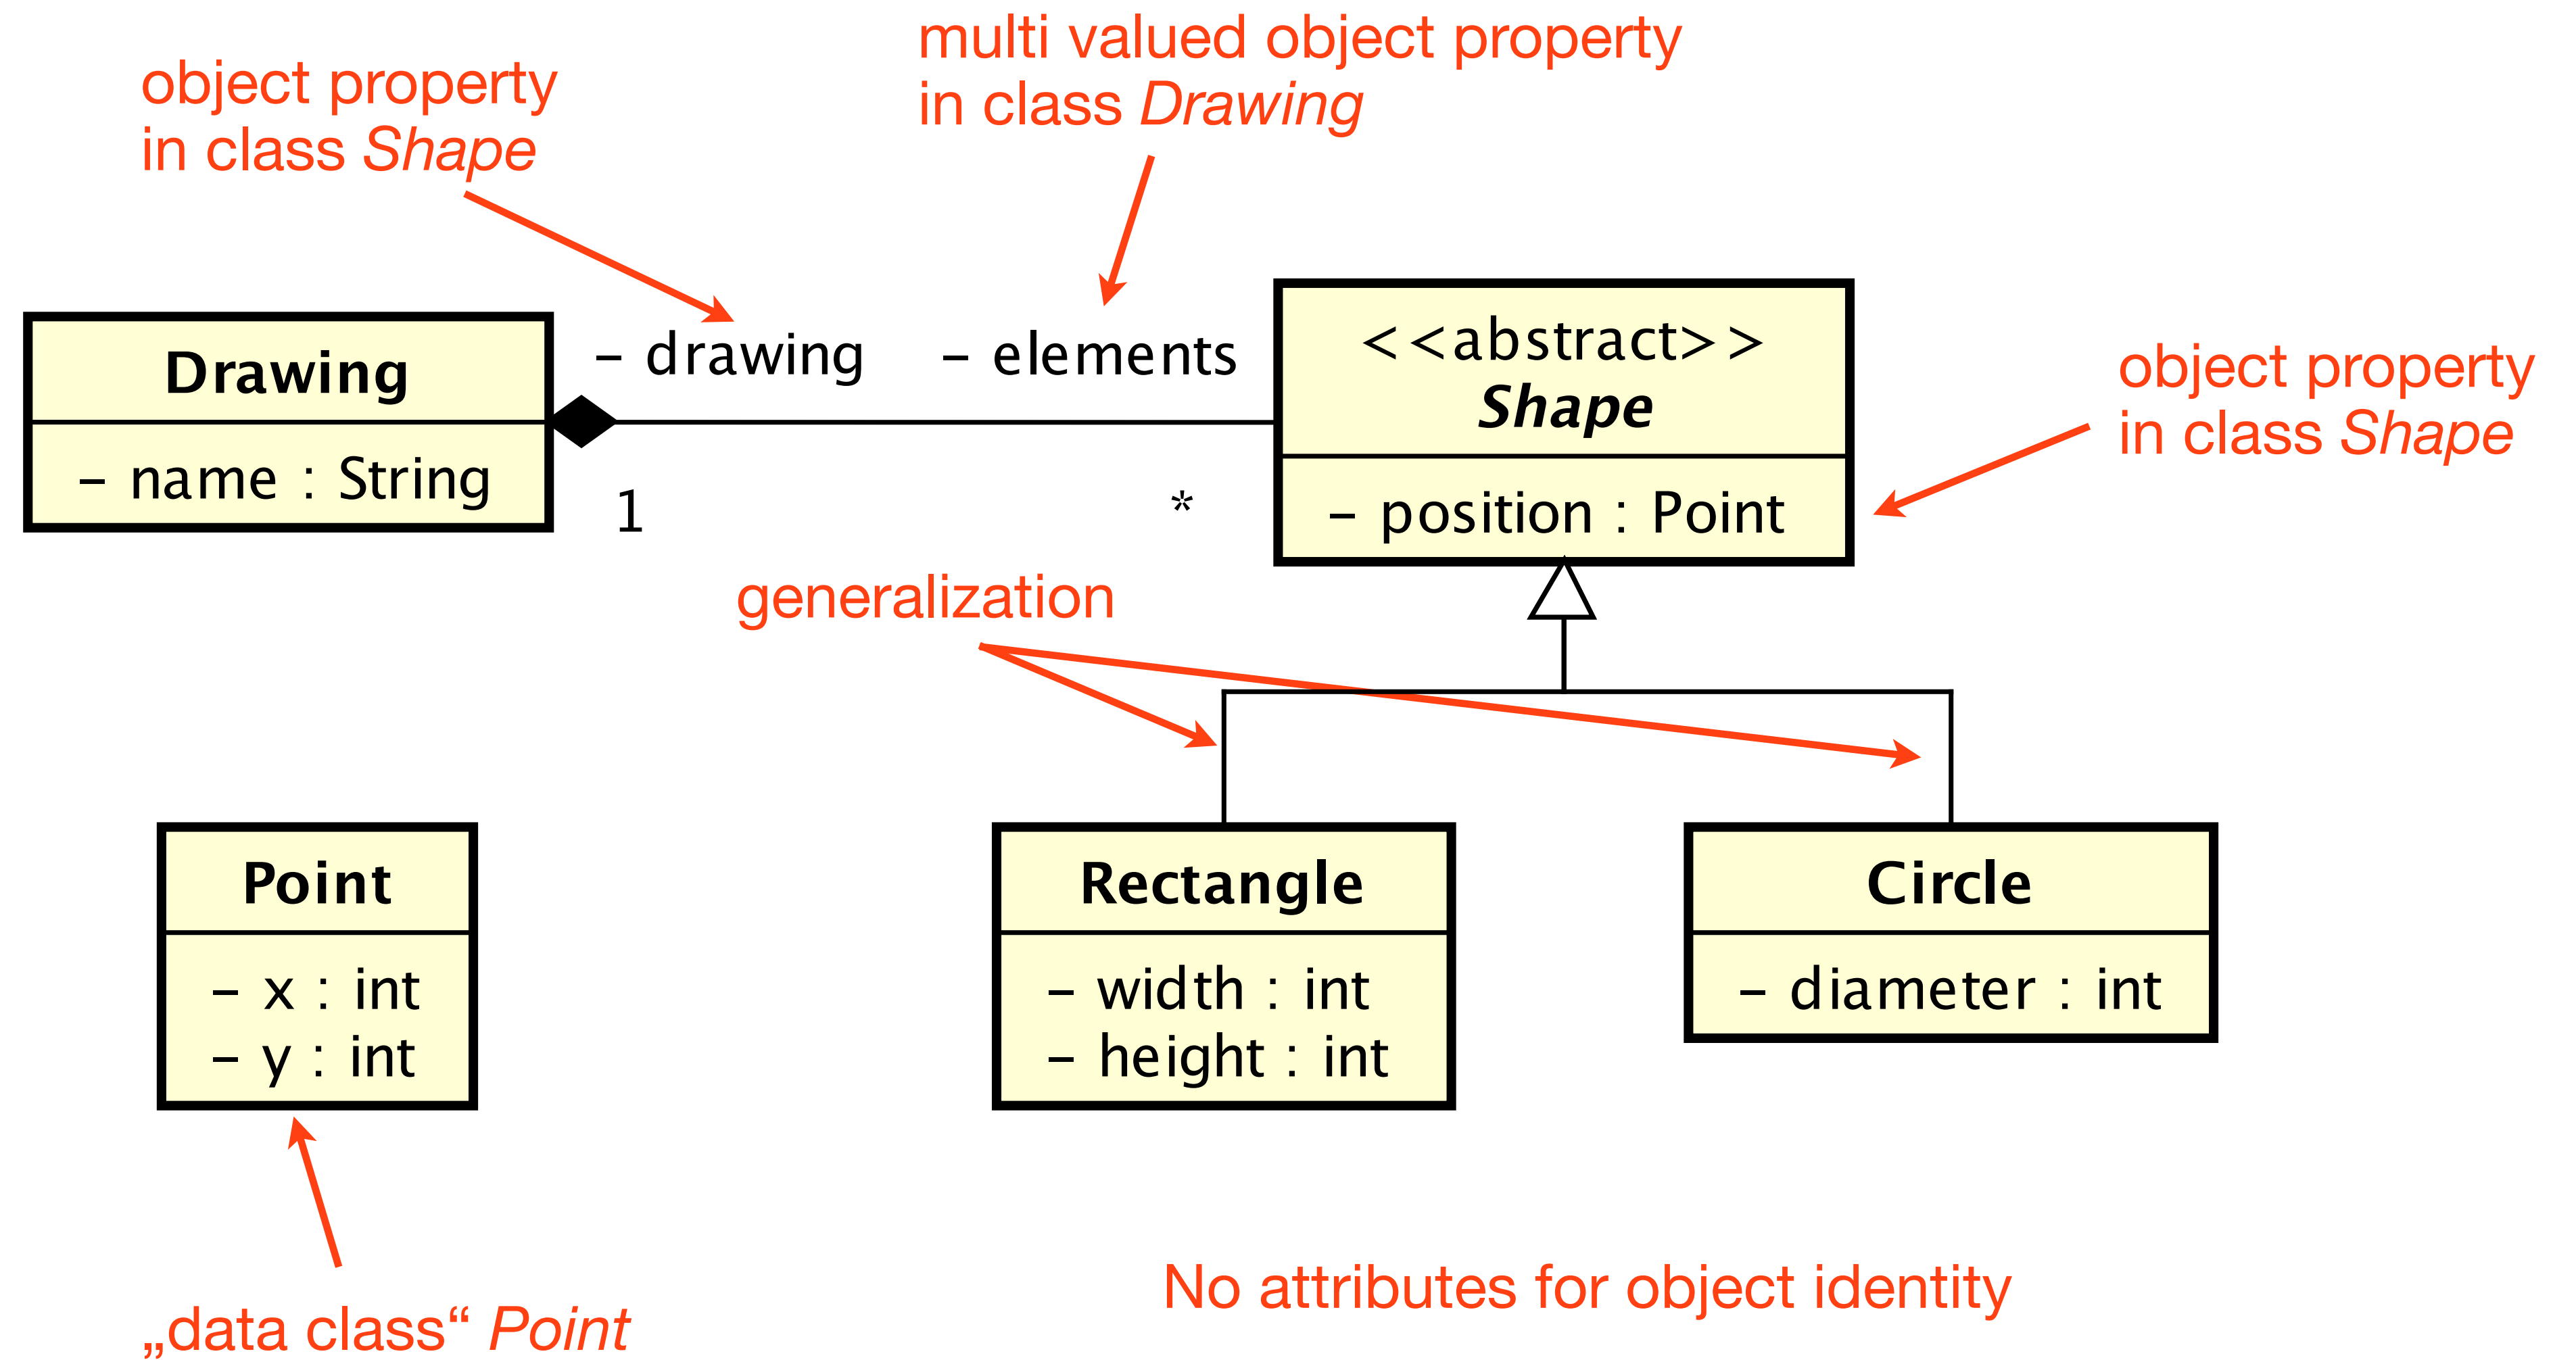 multi valued object property
in class Drawing
object property
in class Shape
Drawing
– name : String
– drawing
– elements
1
*
<<abstract>>
Shape
– position : Point
object property
in class Shape
generalization
Point
– x : int
– y : int
Rectangle
– width : int
– height : int
Circle
– diameter : int
No attributes for object identity
„data class“ Point